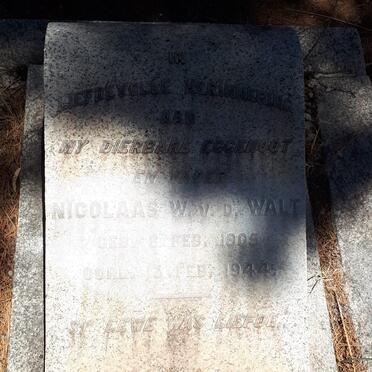 IN
LIEFDEVOLLE HERINNERING
AAN
MY DIERBARE EGGENOOT
EN VADER
NICOLAAS W. V. D. WALT
GEB. 6 FEB. 1905
OORL. 13 FEB. 1944
SY LEWE WAS LIEFDE.